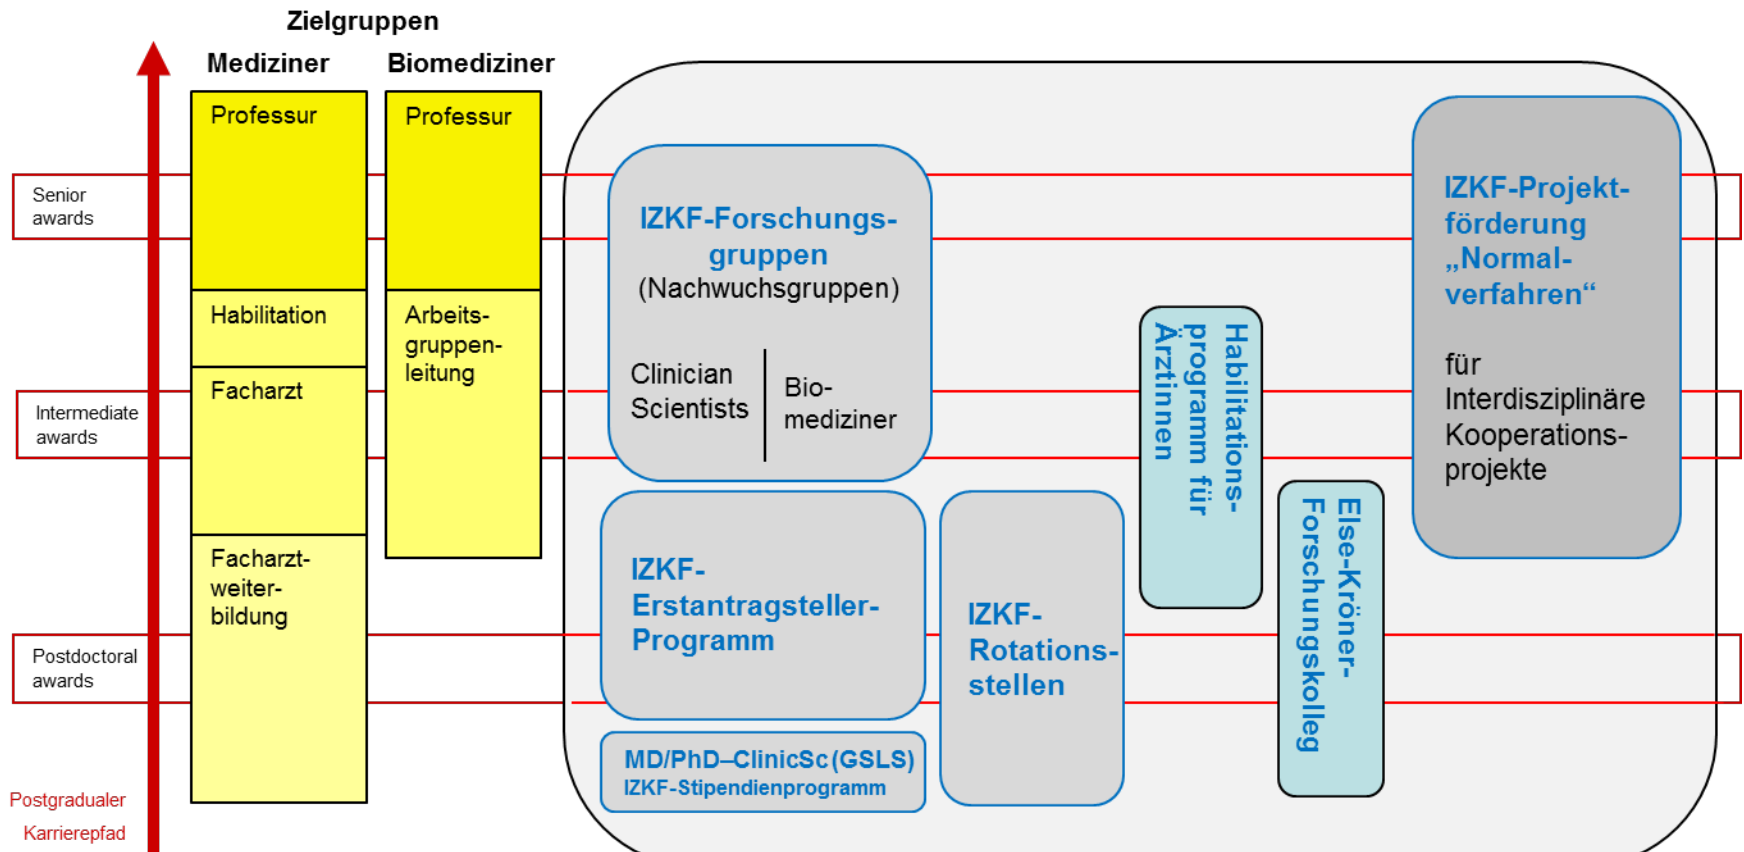 Zielgruppen
Mediziner
Biomediziner
Professur
Habilitation
Facharzt
Facharzt-
weiter-
bildung
Professur
Arbeits-
gruppen-
leitung
Senior
awards
Intermediate
awards
Postdoctoral
awards
Postgradualer
Karrierepfad
IZKF-Forschungs-
gruppen
(Nachwuchsgruppen)
Clinician
Scientists
Bio-
mediziner
IZKF-
Erstantragsteller-
Programm
MD/PhD–ClinicSc (GSLS)
IZKF-Stipendienprogramm
IZKF-
Rotations-
stellen
Habilitations-
programm für
Ärztinnen
Else-Kröner-
Forschungskolleg
IZKF-Projekt-
förderung
„Normal-
verfahren“
für
Interdisziplinäre
Kooperations-
projekte